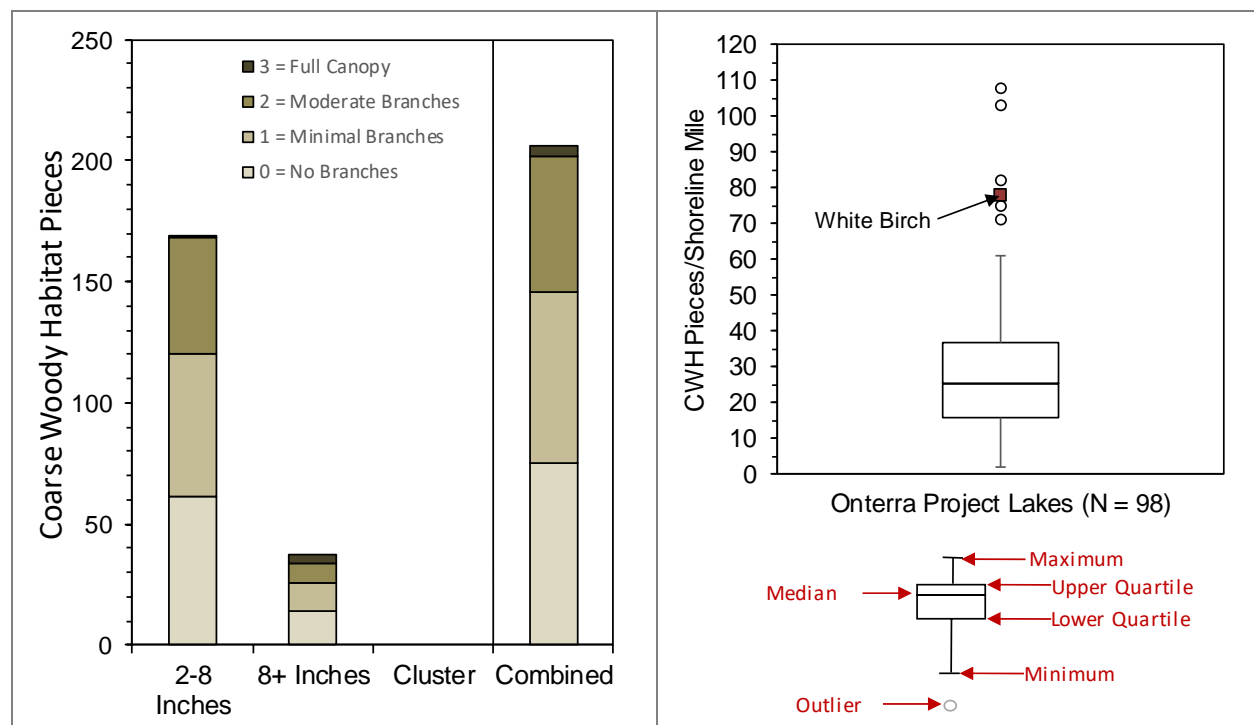 Coarse Woody Habitat Pieces
250
200
150
100
50
0
3 = Full Canopy
2 = Moderate Branches
1 = Minimal Branches
0 = No Branches
2-8
Inches
8+ Inches
Cluster
Combined
CWH Pieces/Shoreline Mile
120
110
100
90
80
70
60
50
40
30
20
10
0
White Birch
Onterra Project Lakes (N = 98)
Maximum
Upper Quartile
Median
Lower Quartile
Minimum
Outlier